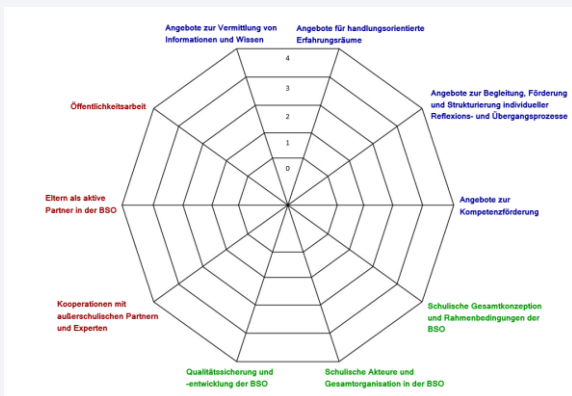 Angebote zur Vermittlung von
Informationen und Wissen
Angebote für handlungsorientierte
Erfahrungsräume
4
3
2
1
0
Öffentlichkeitsarbeit
Angebote zur Begleitung, Förderung
und Strukturierung individueller
Reflexions- und Übergangsprozesse
Eltern als aktive
Partner in der BSO
Angebote zur
Kompetenzförderung
Kooperationen mit
außerschulischen Partnern
und Experten
Schulische Gesamtkonzeption
und Rahmenbedingungen der
BSO
Qualitätssicherung und
-entwicklung der BSO
Schulische Akteure und
Gesamtorganisation in der BSO